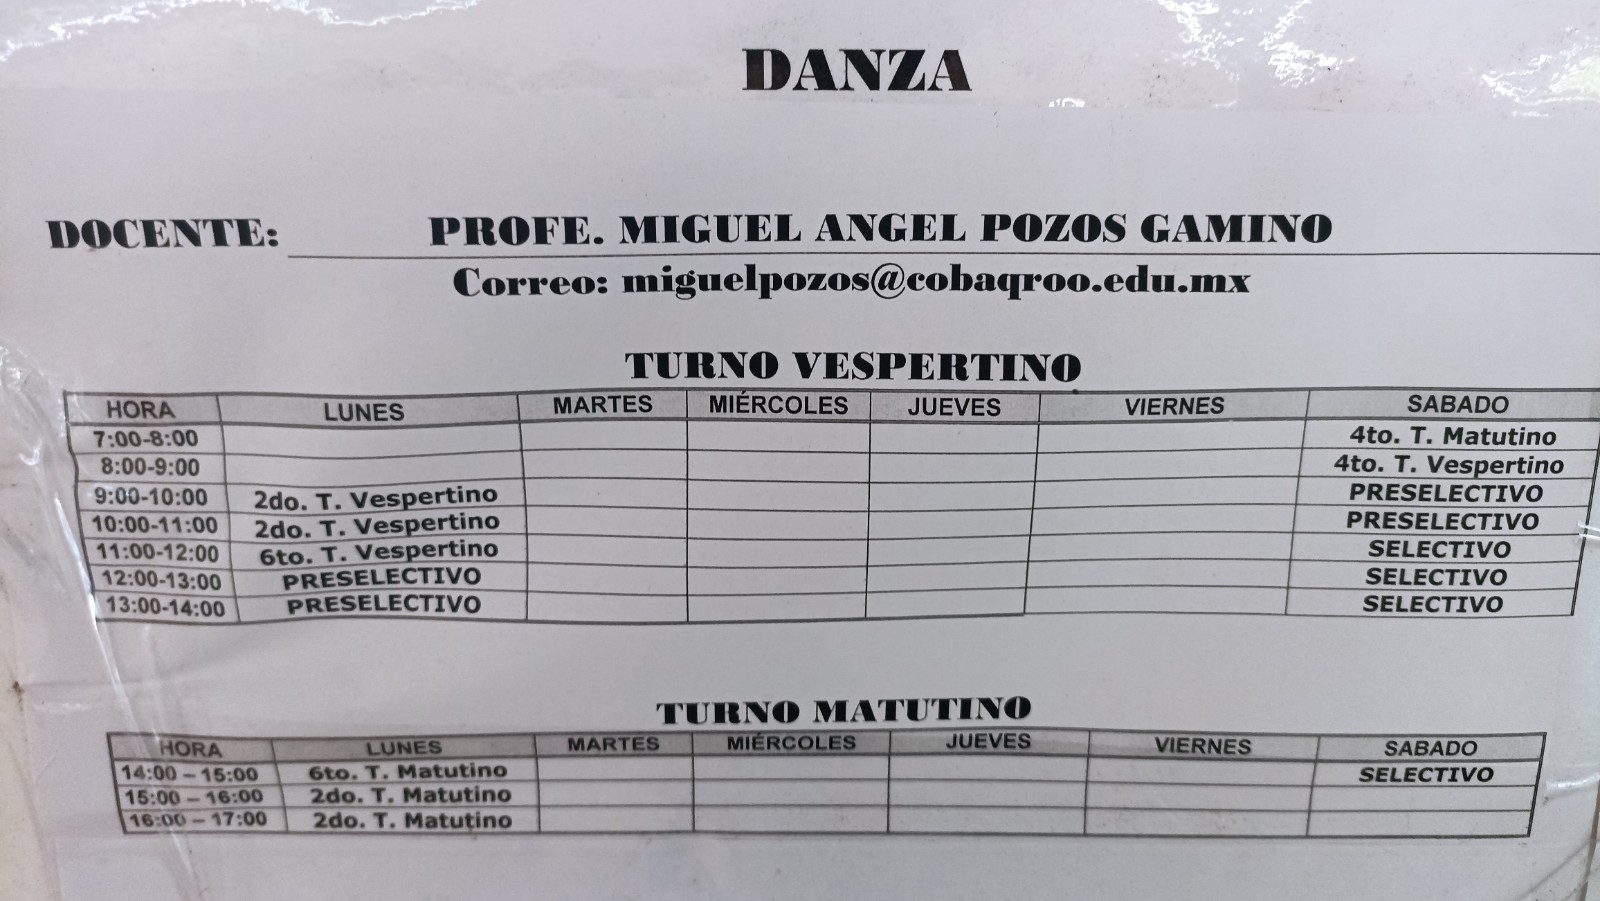 DANZA
DOCENTE: PROFE. MIGUEL ANGEL POZOS GAMINO
Correo: miguelpozos@cobaqroo.edu.mx
TURNO VESPERTINO
HORA LUNES MARTES MIÉRCOLES JUEVES VIERNES SABADO
7:00-8:00 4to. T. Matutino
8:00-9:00 4to. T. Vespertino
9:00-10:00 2do. T. Vespertino PRESELECTIVO
10:00-11:00 2do. T. Vespertino PRESELECTIVO
11:00-12:00 6to. T. Vespertino SELECTIVO
12:00-13:00 PRESELECTIVO SELECTIVO
13:00-14:00 PRESELECTIVO SELECTIVO
TURNO MATUTINO
HORA LUNES MARTES MIÉRCOLES JUEVES VIERNES SABADO
14:00 – 15:00 6to. T. Matutino SELECTIVO
15:00 – 16:00 2do. T. Matutino
16:00 – 17:00 2do. T. Matutino